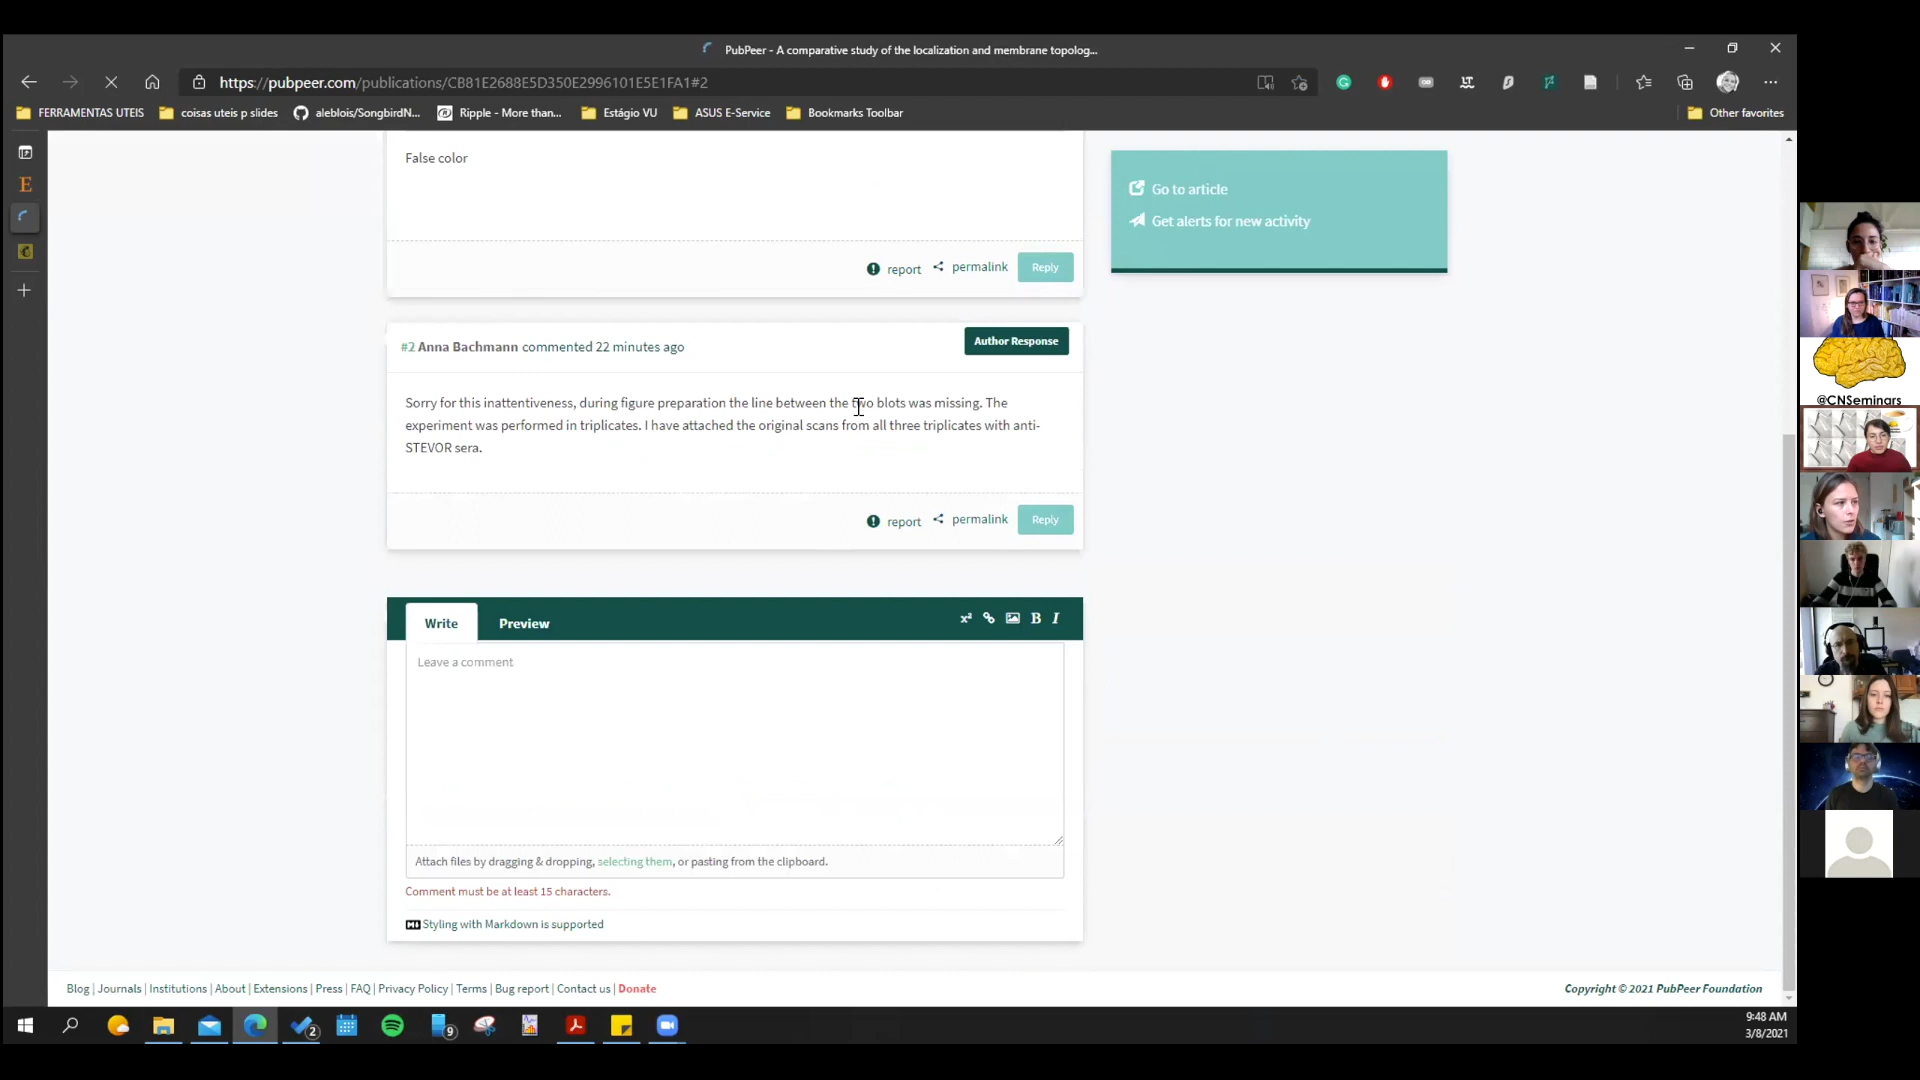 PubPeer - A comparative study of the localization and membrane topolog...
https://pubpeer.com/publications/CB81E2688E5D350E2996101E5E1FA1#2
FERRAMENTAS UTEIS
coisas uteis p slides
aleblois/SongbirdN...
Ripple - More than...
Estágio VU
ASUS E-Service
Bookmarks Toolbar
Other favorites
False color
report
permalink
Reply
Go to article
Get alerts for new activity
#2 Anna Bachmann commented 22 minutes ago
Author Response
Sorry for this inattentiveness, during figure preparation the line between the two blots was missing. The
experiment was performed in triplicates. I have attached the original scans from all three triplicates with anti-
STEVOR sera.
report
permalink
Reply
Write
Preview
B
I
Leave a comment
Attach files by dragging & dropping, selecting them, or pasting from the clipboard.
Comment must be at least 15 characters.
Styling with Markdown is supported
Blog | Journals | Institutions | About | Extensions | Press | FAQ | Privacy Policy | Terms | Bug report | Contact us | Donate
Copyright © 2021 PubPeer Foundation
@CNSeminars
2
9
9:48 AM
3/8/2021